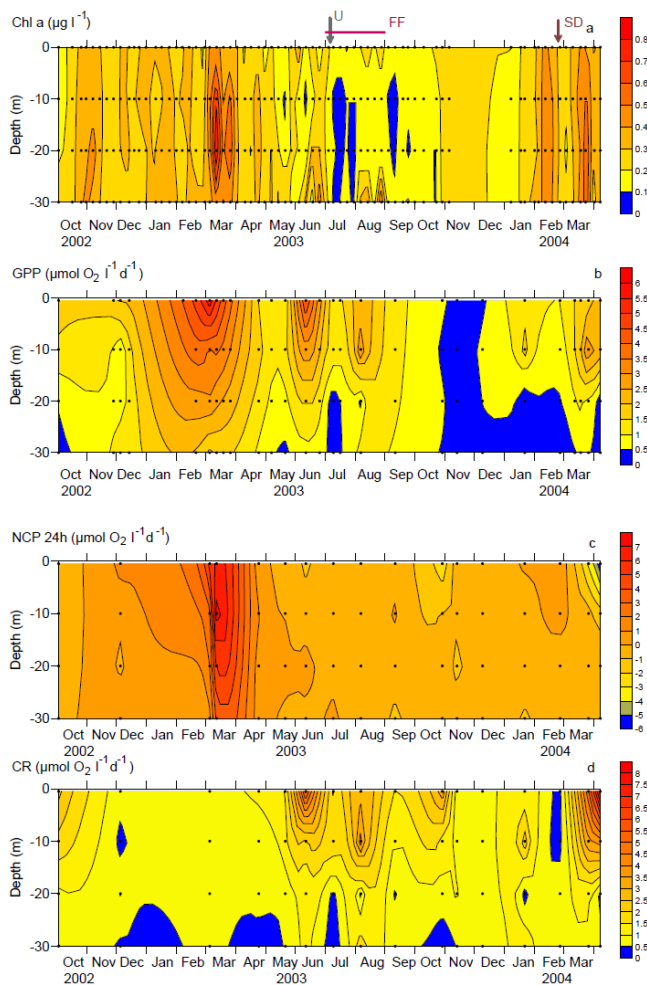 Chl a (µg l⁻¹) U FF SD a
0 -10 -20 -30
Depth (m)
0.9 0.8 0.7 0.6 0.5 0.4 0.3 0.2 0.1 0
Oct Nov Dec Jan Feb Mar Apr May Jun Jul Aug Sep Oct Nov Dec Jan Feb Mar
2002 2003 2004
GPP (µmol O₂ l⁻¹ d⁻¹) b
0 -10 -20 -30
Depth (m)
6 5.5 5 4.5 4 3.5 3 2.5 2 1.5 1 0.5 0
Oct Nov Dec Jan Feb Mar Apr May Jun Jul Aug Sep Oct Nov Dec Jan Feb Mar
2002 2003 2004
NCP 24h (µmol O₂ l⁻¹d⁻¹) c
0 -10 -20 -30
Depth (m)
7 6 5 4 3 2 1 0 -1 -2 -3 -4 -5 -6
Oct Nov Dec Jan Feb Mar Apr May Jun Jul Aug Sep Oct Nov Dec Jan Feb Mar
2002 2003 2004
CR (µmol O₂ l⁻¹d⁻¹) d
0 -10 -20 -30
Depth (m)
8 7.5 7 6.5 6 5.5 5 4.5 4 3.5 3 2.5 2 1.5 1 0.5 0
Oct Nov Dec Jan Feb Mar Apr May Jun Jul Aug Sep Oct Nov Dec Jan Feb Mar
2002 2003 2004